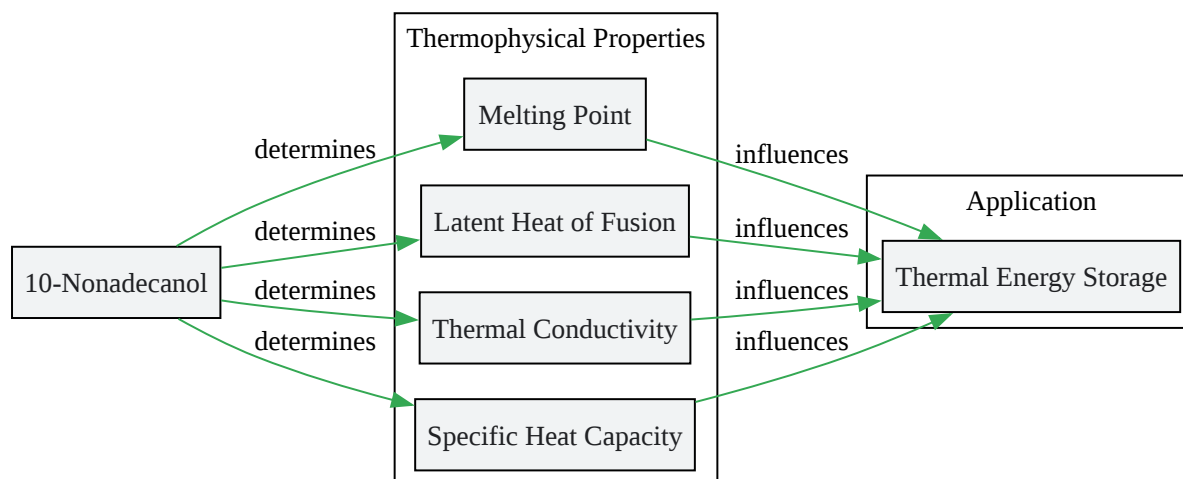 Thermophysical Properties
Melting Point
determines
influences
Application
Latent Heat of Fusion
determines
influences
10-Nonadecanol
Thermal Energy Storage
determines
influences
Thermal Conductivity
determines
influences
Specific Heat Capacity